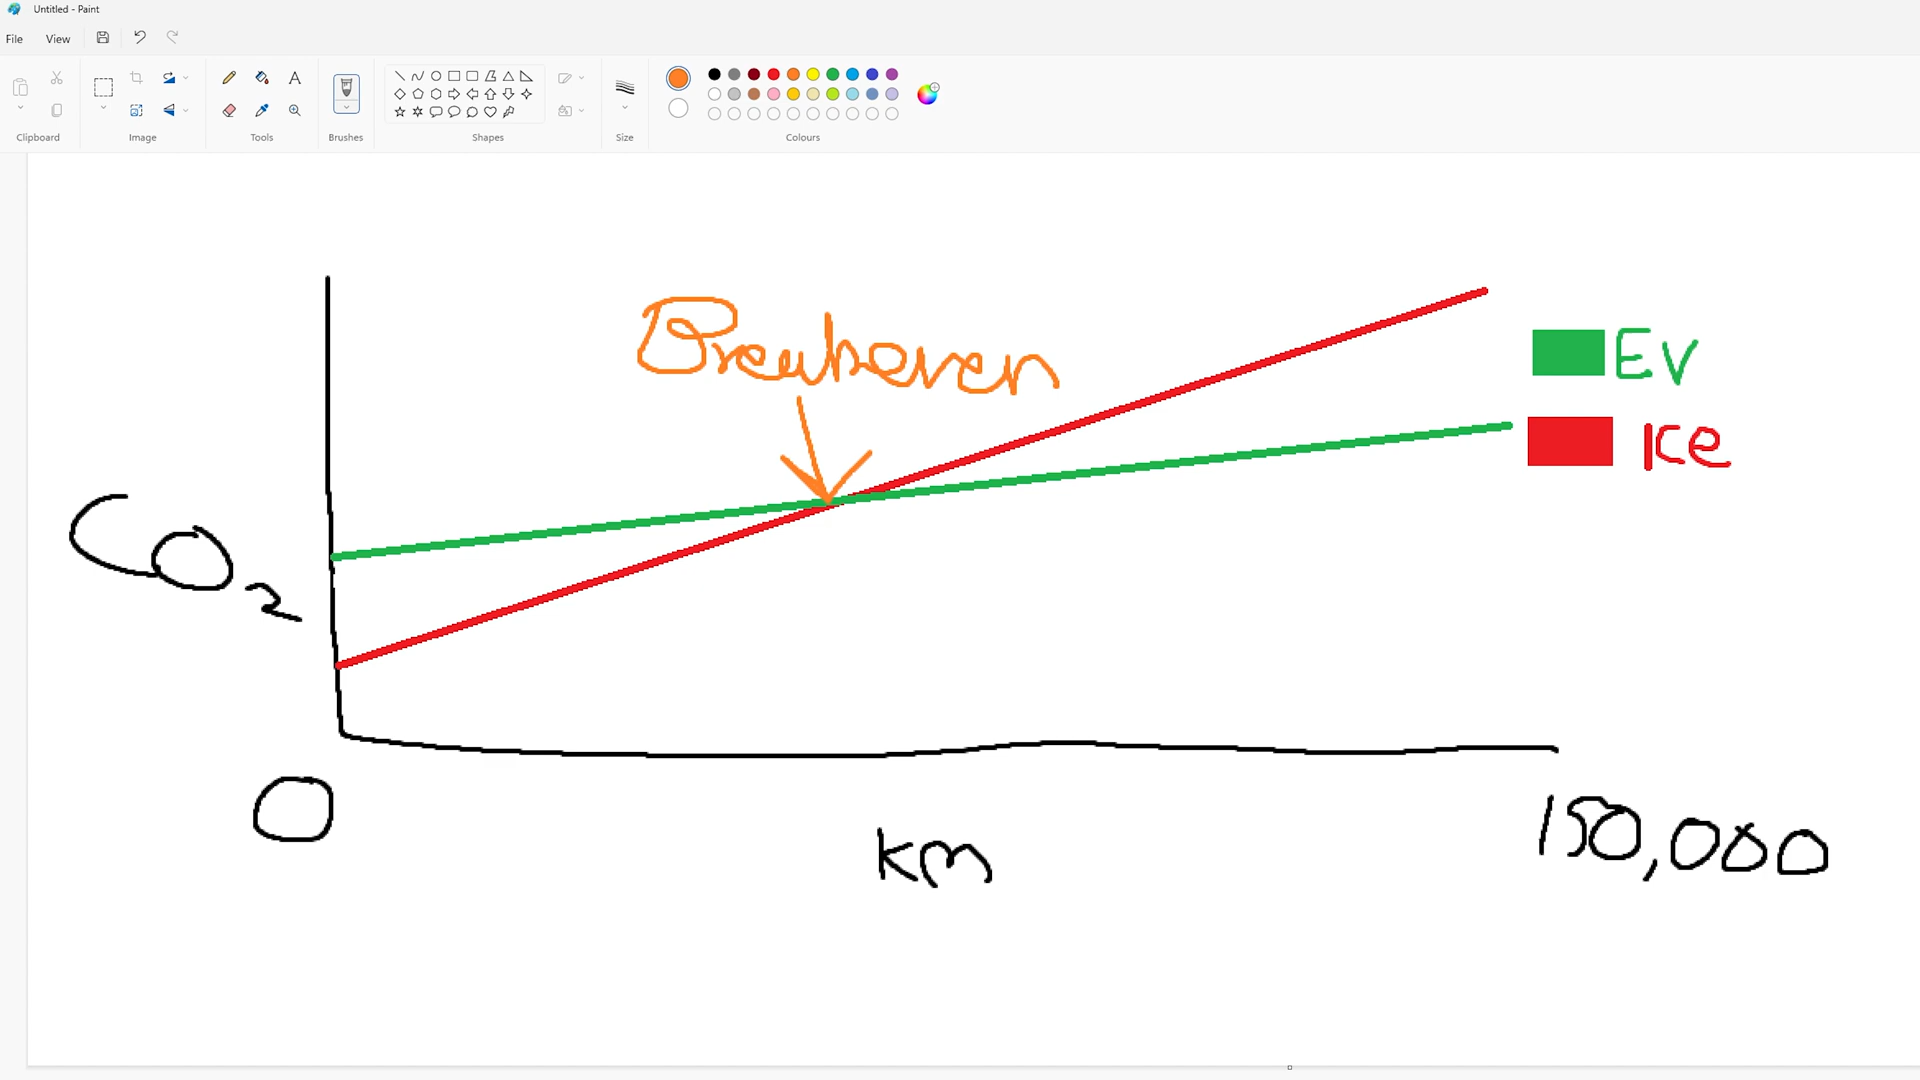 Untitled - Paint
File View
Clipboard Image Tools Brushes Shapes Size Colours
Breakeven
EV
ICe
CO2
0
km
150,000